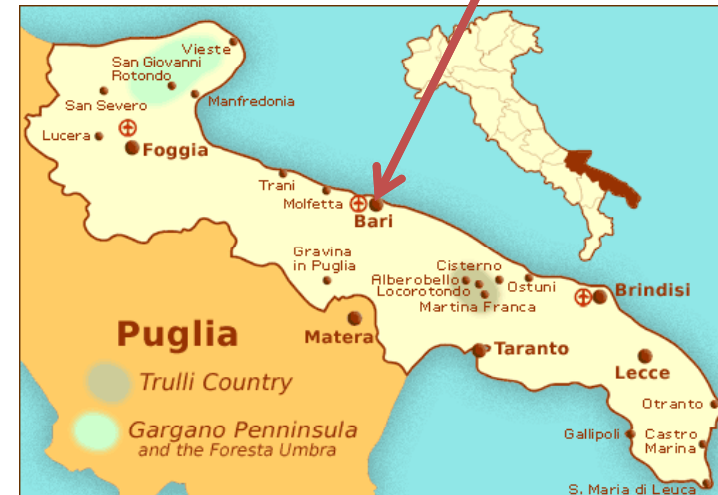 Vieste
San Giovanni
Rotondo
San Severo
Manfredonia
Lucera
Foggia
Trani
Molfetta
Bari
Gravina
in Puglia
Cisterno
Alberobello
Locorotondo
Ostuni
Martina Franca
Brindisi
Puglia
Matera
Taranto
Lecce
Trulli Country
Otranto
Gargano Penninsula
and the Foresta Umbra
Gallipoli
Castro
Marina
S. Maria di Leuca